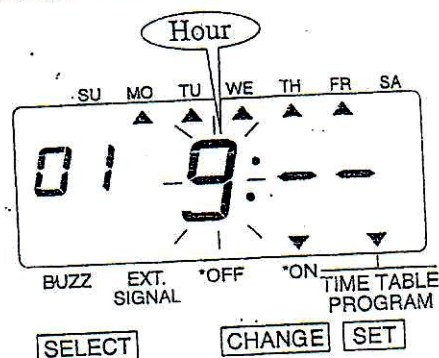 Hour
SU MO TU WE TH FR SA
01 9:--
BUZZ EXT. SIGNAL *OFF *ON TIME TABLE PROGRAM
SELECT CHANGE SET